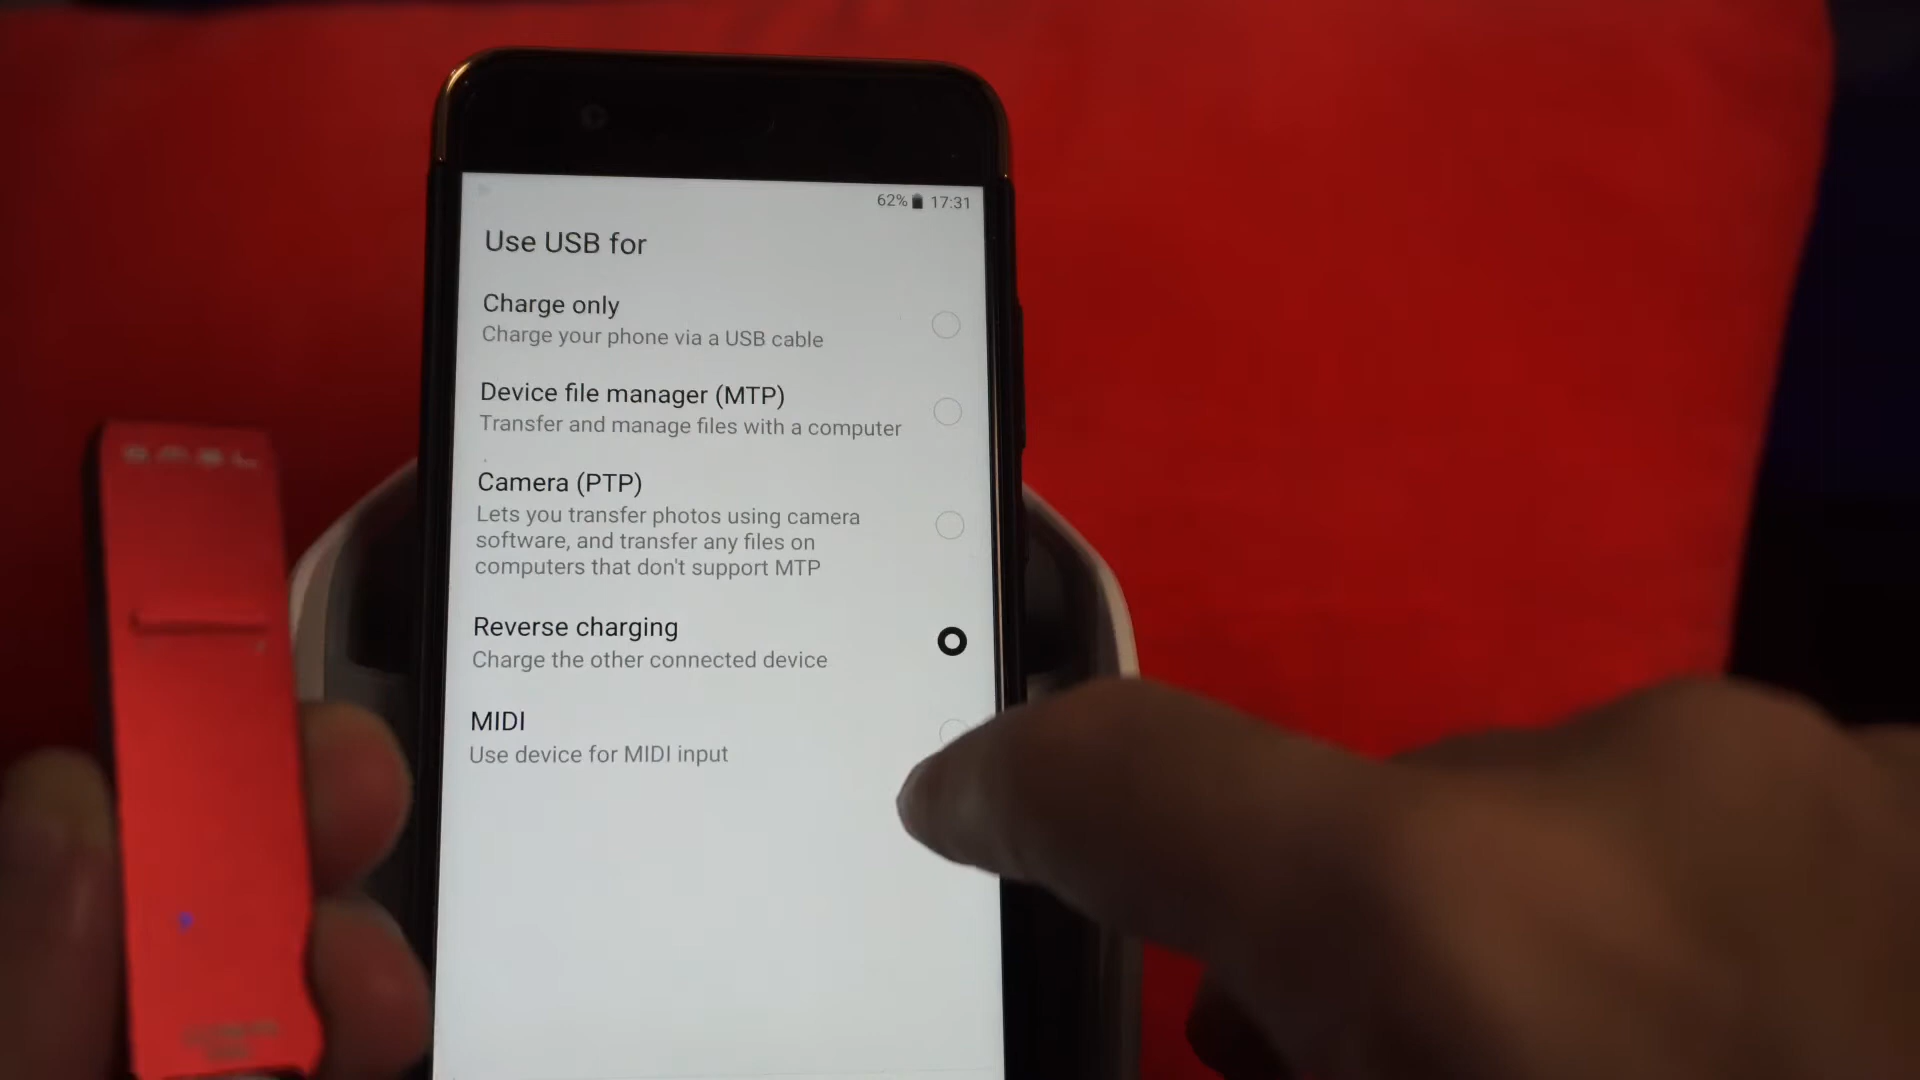 62% 17:31
Use USB for
Charge only
Charge your phone via a USB cable
Device file manager (MTP)
Transfer and manage files with a computer
Camera (PTP)
Lets you transfer photos using camera
software, and transfer any files on
computers that don't support MTP
Reverse charging
Charge the other connected device
MIDI
Use device for MIDI input